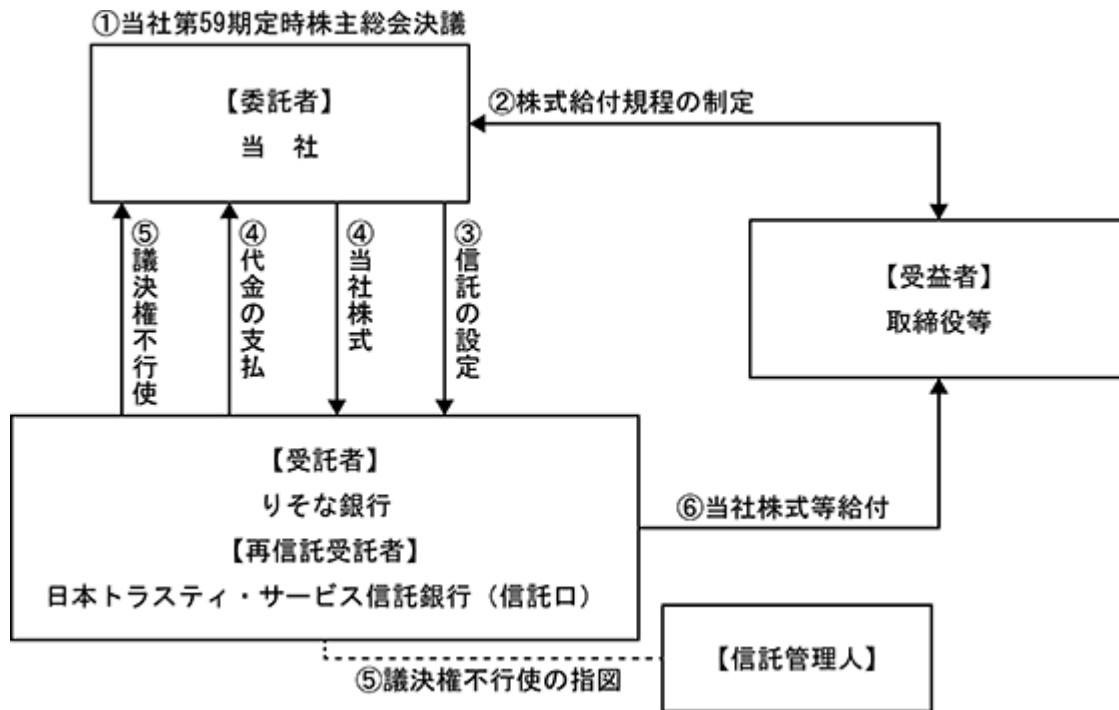 ①当社第59期定時株主総会決議
【委託者】
当　社
②株式給付規程の制定
⑤議決権不行使
④代金の支払
④当社株式
③信託の設定
【受益者】
取締役等
【受託者】
りそな銀行
【再信託受託者】
日本トラスティ・サービス信託銀行（信託口）
⑥当社株式等給付
⑤議決権不行使の指図
【信託管理人】